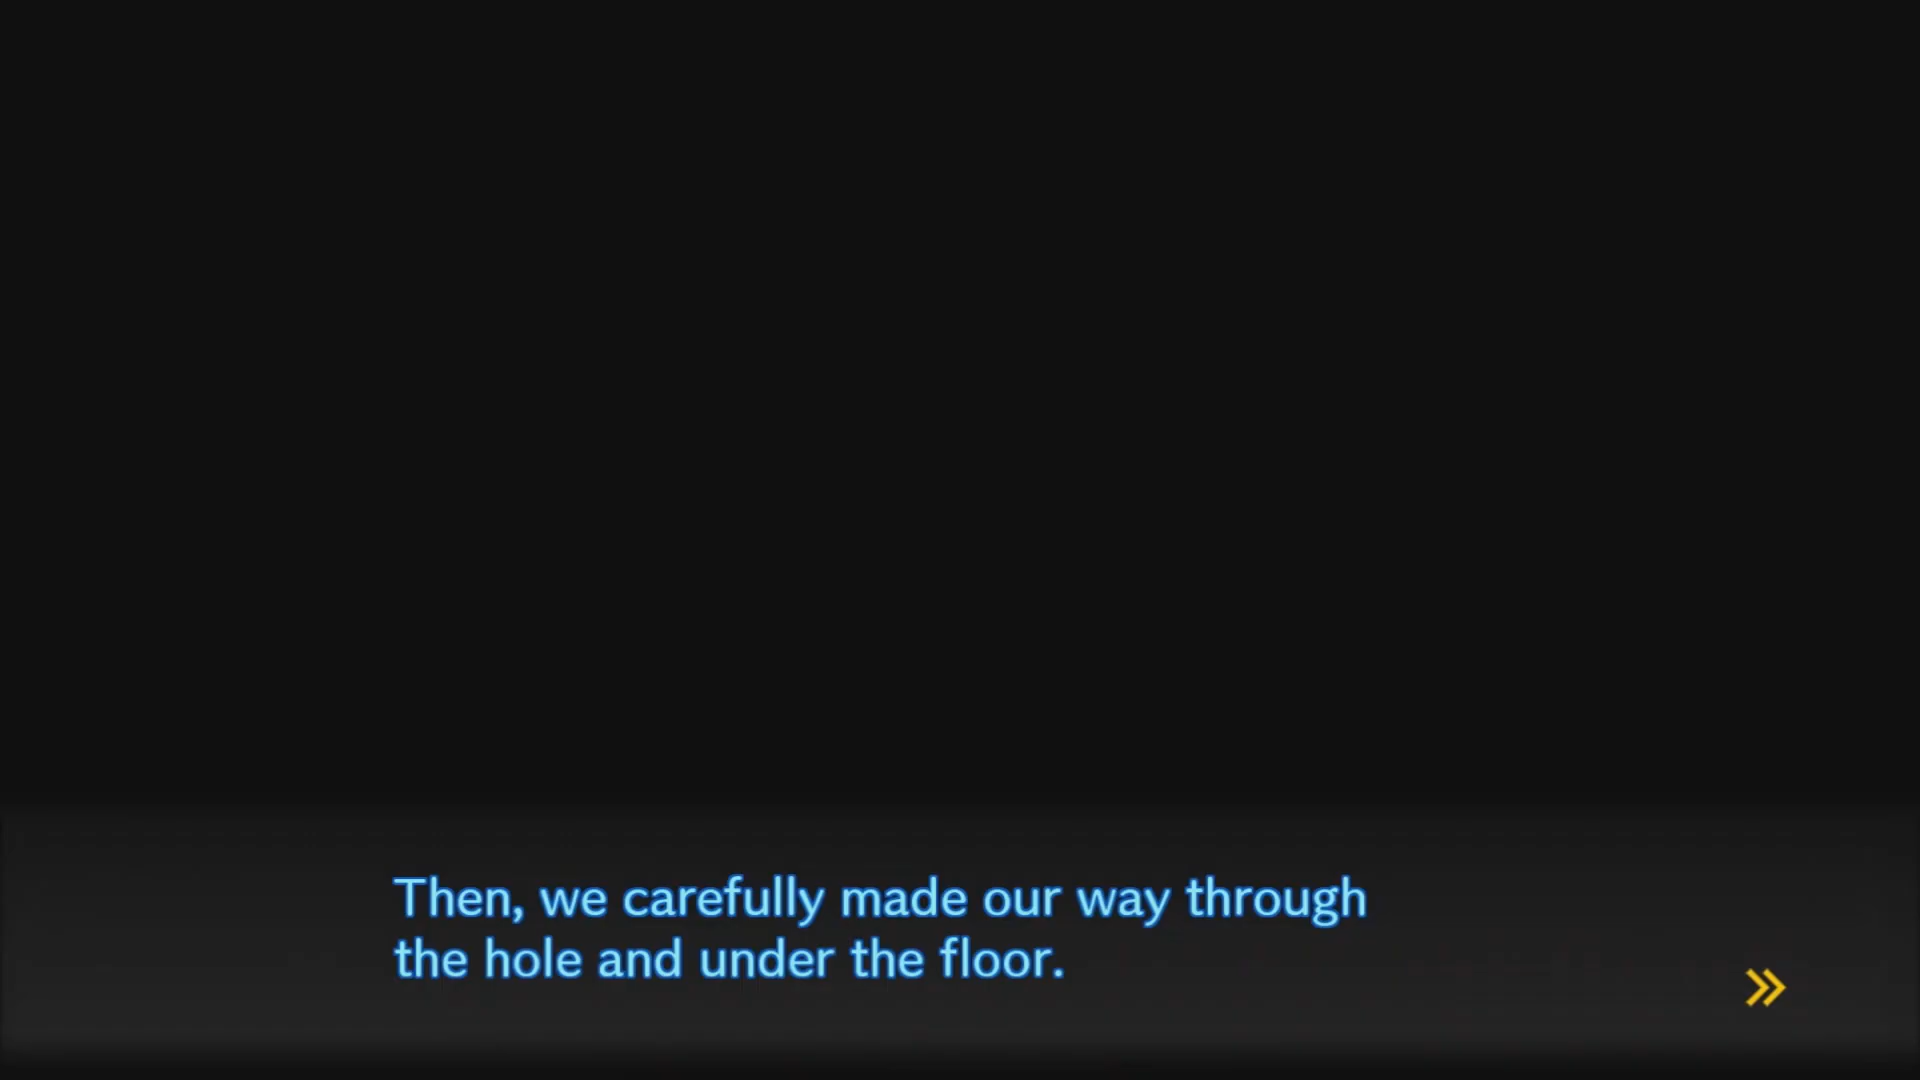 Then, we carefully made our way through
the hole and under the floor.